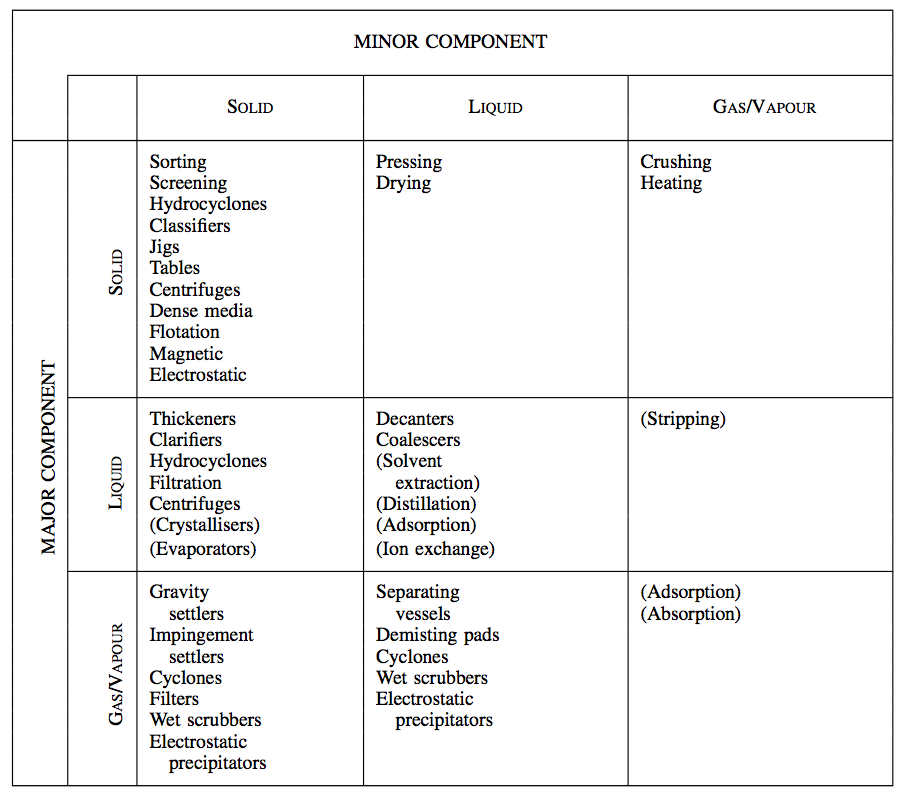 MINOR COMPONENT
SOLID
LIQUID
GAS/VAPOUR
MAJOR COMPONENT
SOLID
Sorting
Screening
Hydrocyclones
Classifiers
Jigs
Tables
Centrifuges
Dense media
Flotation
Magnetic
Electrostatic
Pressing
Drying
Crushing
Heating
LIQUID
Thickeners
Clarifiers
Hydrocyclones
Filtration
Centrifuges
(Crystallisers)
(Evaporators)
Decanters
Coalescers
(Solvent
extraction)
(Distillation)
(Adsorption)
(Ion exchange)
(Stripping)
GAS/VAPOUR
Gravity
settlers
Impingement
settlers
Cyclones
Filters
Wet scrubbers
Electrostatic
precipitators
Separating
vessels
Demisting pads
Cyclones
Wet scrubbers
Electrostatic
precipitators
(Adsorption)
(Absorption)